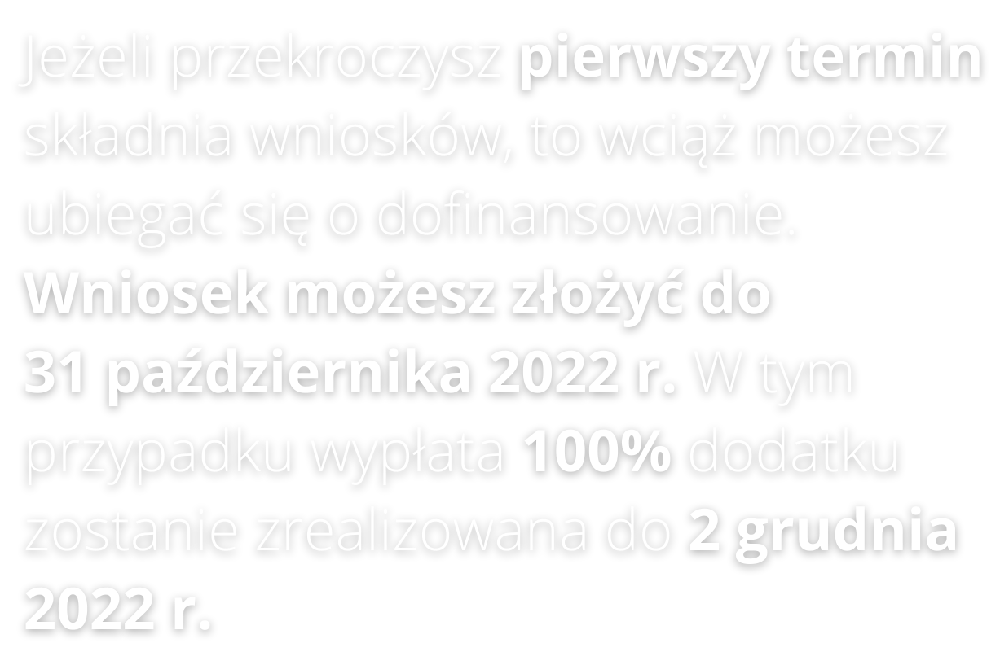 Jeżeli przekroczysz pierwszy termin
składnia wniosków, to wciąż możesz
ubiegać się o dofinansowanie.
Wniosek możesz złożyć do
31 października 2022 r. W tym
przypadku wypłata 100% dodatku
zostanie zrealizowana do 2 grudnia
2022 r.